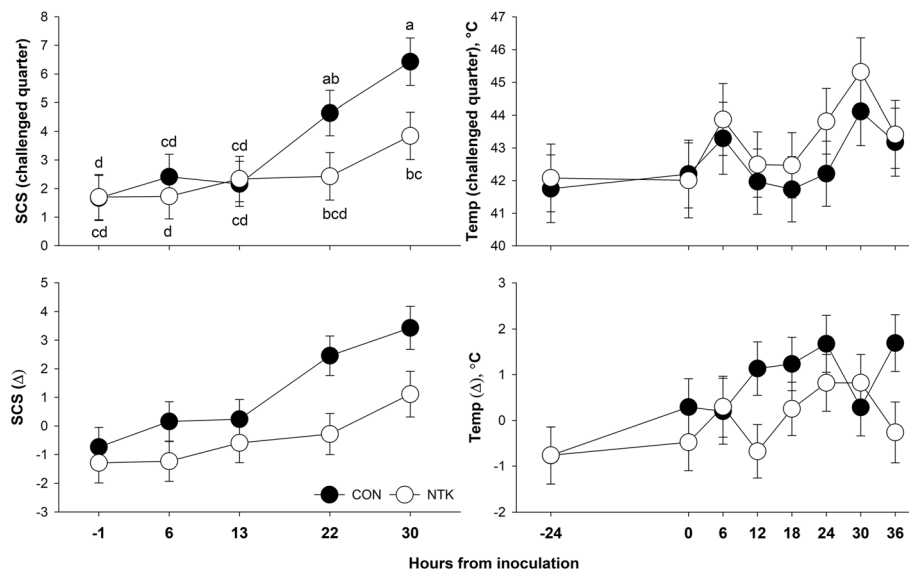 SCS (challenged quarter)
8
7
6
5
4
3
2
1
0
d
cd
cd
ab
a
cd
d
cd
bcd
bc
Temp (challenged quarter), °C
47
46
45
44
43
42
41
40
SCS (Δ)
5
4
3
2
1
0
-1
-2
-3
CON
NTK
-1 6 13 22 30
Temp (Δ), °C
3
2
1
0
-1
-2
-24 0 6 12 18 24 30 36
Hours from inoculation